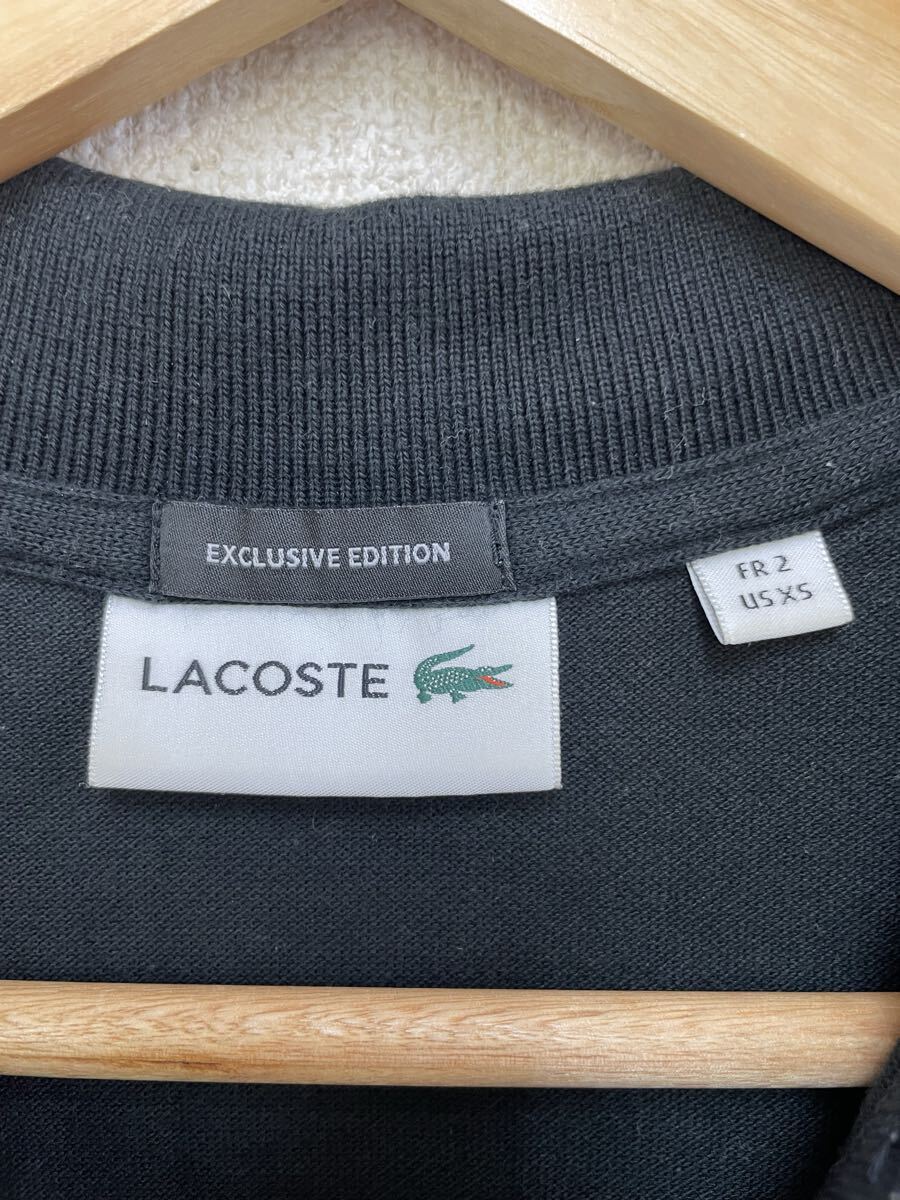 EXCLUSIVE EDITION
LACOSTE
FR 2
US XS